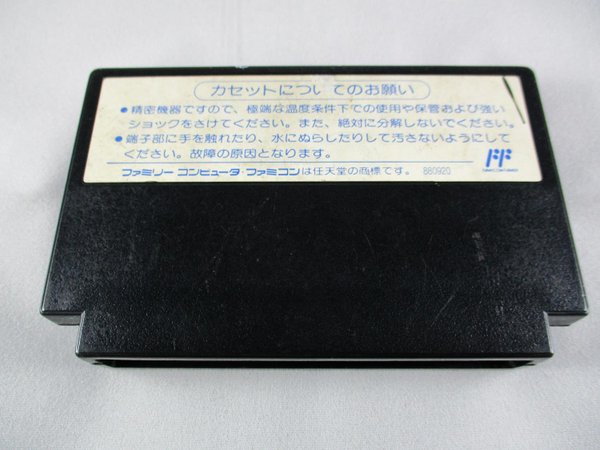 カセットについてのお願い
●精密機器ですので、極端な温度条件下での使用や保管および強い
ショックをさけてください。また、絶対に分解しないでください。
●端子部に手を触れたり、水にぬらしたりして汚さないようにして
ください。故障の原因となります。
ファミリーコンピュータ・ファミコンは任天堂の商標です。 880920